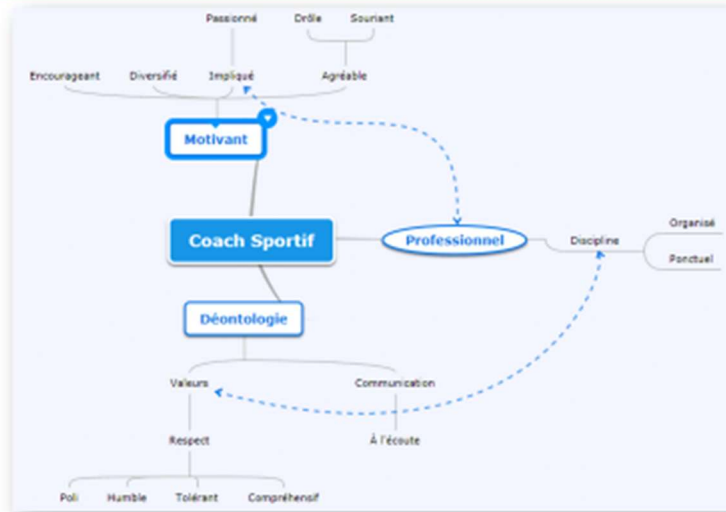 Passionné Drôle Souriant
Encourageant Diversifié Impliqué Agréable
Motivant
Organisé
Coach Sportif Professionnel Discipline
Ponctuel
Déontologie
Valeurs Communication
Respect À l'écoute
Poli Humble Tolérant Compréhensif